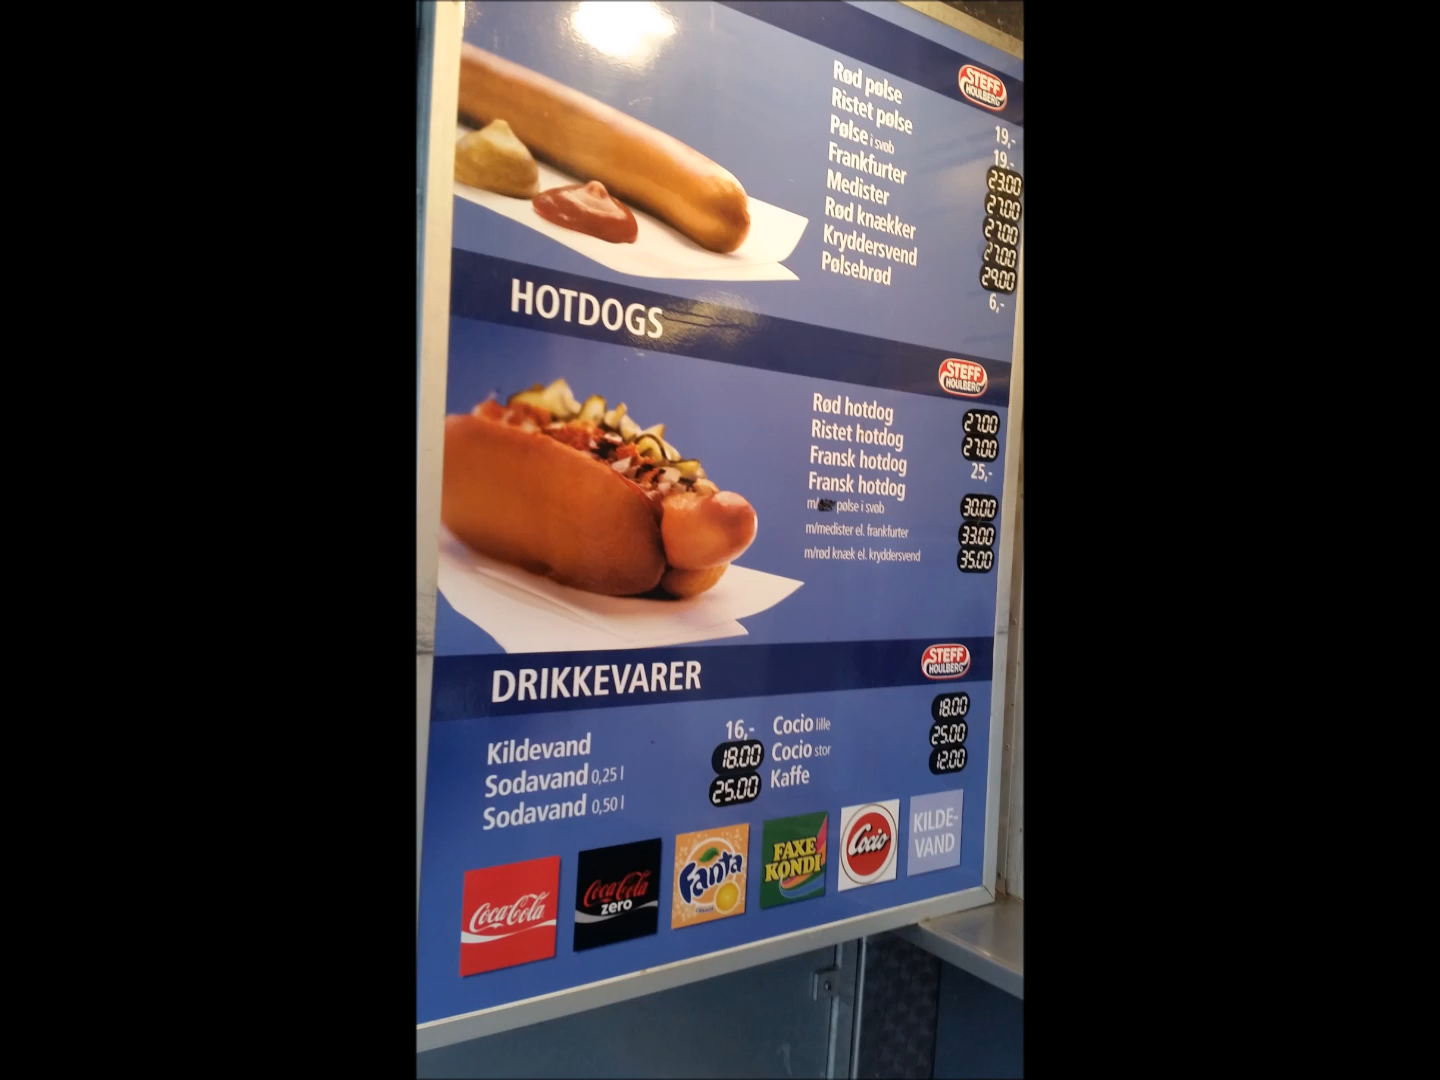 STEFF
HOULBERG
Rød pølse 19,-
Ristet pølse 19,-
Pølse i svøb 23.00
Frankfurter 27.00
Medister 27.00
Rød knækker 27.00
Kryddersvend 29.00
Pølsebrød 6,-
HOTDOGS
STEFF
HOULBERG
Rød hotdog 27.00
Ristet hotdog 27.00
Fransk hotdog 25,-
Fransk hotdog
m/ pølse i svøb 30.00
m/medister el. frankfurter 33.00
m/rød knæk el. kryddersvend 35.00
DRIKKEVARER
STEFF
HOULBERG
Kildevand 16,-
Sodavand 0,25 l 18.00
Sodavand 0,50 l 25.00
Cocio lille 18.00
Cocio stor 25.00
Kaffe 12.00
Coca-Cola
Coca-Cola
zero
Fanta
FAXE
KONDI
Cocio
KILDE-
VAND